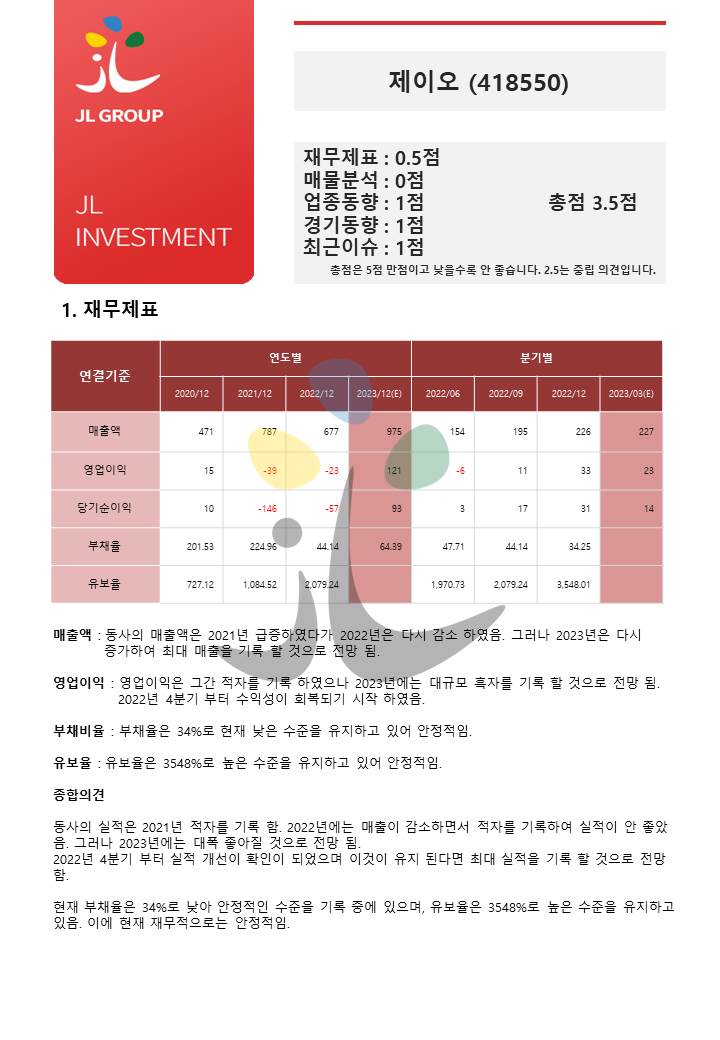 JL GROUP
JL
INVESTMENT
제이오 (418550)
재무제표 : 0.5점
매물분석 : 0점
업종동향 : 1점
총점 3.5점
경기동향 : 1점
최근이슈 : 1점
총점은 5점 만점이고 낮을수록 안 좋습니다. 2.5는 중립 의견입니다.
1. 재무제표
연결기준 연도별 분기별
2020/12 2021/12 2022/12 2023/12(E) 2022/06 2022/09 2022/12 2023/03(E)
매출액 471 787 677 975 154 195 226 227
영업이익 15 -39 -23 121 -6 11 33 23
당기순이익 10 -146 -57 93 3 17 31 14
부채율 201.53 224.96 44.14 64.39 47.71 44.14 34.25
유보율 727.12 1,084.52 2,079.24 1,970.73 2,079.24 3,548.01
매출액 : 동사의 매출액은 2021년 급증하였다가 2022년은 다시 감소 하였음. 그러나 2023년은 다시
증가하여 최대 매출을 기록 할 것으로 전망 됨.
영업이익 : 영업이익은 그간 적자를 기록 하였으나 2023년에는 대규모 흑자를 기록 할 것으로 전망 됨.
2022년 4분기 부터 수익성이 회복되기 시작 하였음.
부채비율 : 부채율은 34%로 현재 낮은 수준을 유지하고 있어 안정적임.
유보율 : 유보율은 3548%로 높은 수준을 유지하고 있어 안정적임.
종합의견
동사의 실적은 2021년 적자를 기록 함. 2022년에는 매출이 감소하면서 적자를 기록하여 실적이 안 좋았
음. 그러나 2023년에는 대폭 좋아질 것으로 전망 됨.
2022년 4분기 부터 실적 개선이 확인이 되었으며 이것이 유지 된다면 최대 실적을 기록 할 것으로 전망
함.
현재 부채율은 34%로 낮아 안정적인 수준을 기록 중에 있으며, 유보율은 3548%로 높은 수준을 유지하고
있음. 이에 현재 재무적으로는 안정적임.